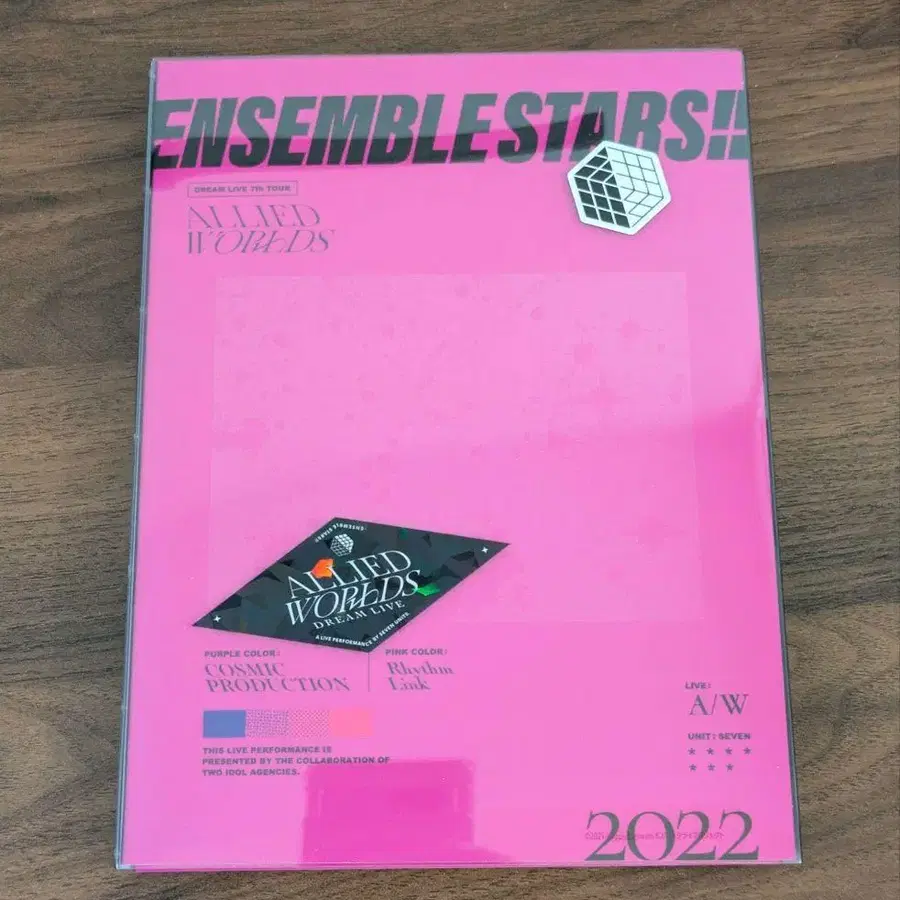 ENSEMBLE STARS!!
DREAM LIVE 7th TOUR
ALLIED
WORLDS
ENSEMBLE STARS!!
ALLIED
WORLDS
DREAM LIVE
A LIVE PERFORMANCE BY SEVEN UNITS
PURPLE COLOR:
COSMIC
PRODUCTION
PINK COLOR:
Rhythm
Link
THIS LIVE PERFORMANCE IS
PRESENTED BY THE COLLABORATION OF
TWO IDOL AGENCIES.
LIVE:
A/W
UNIT: SEVEN
2022